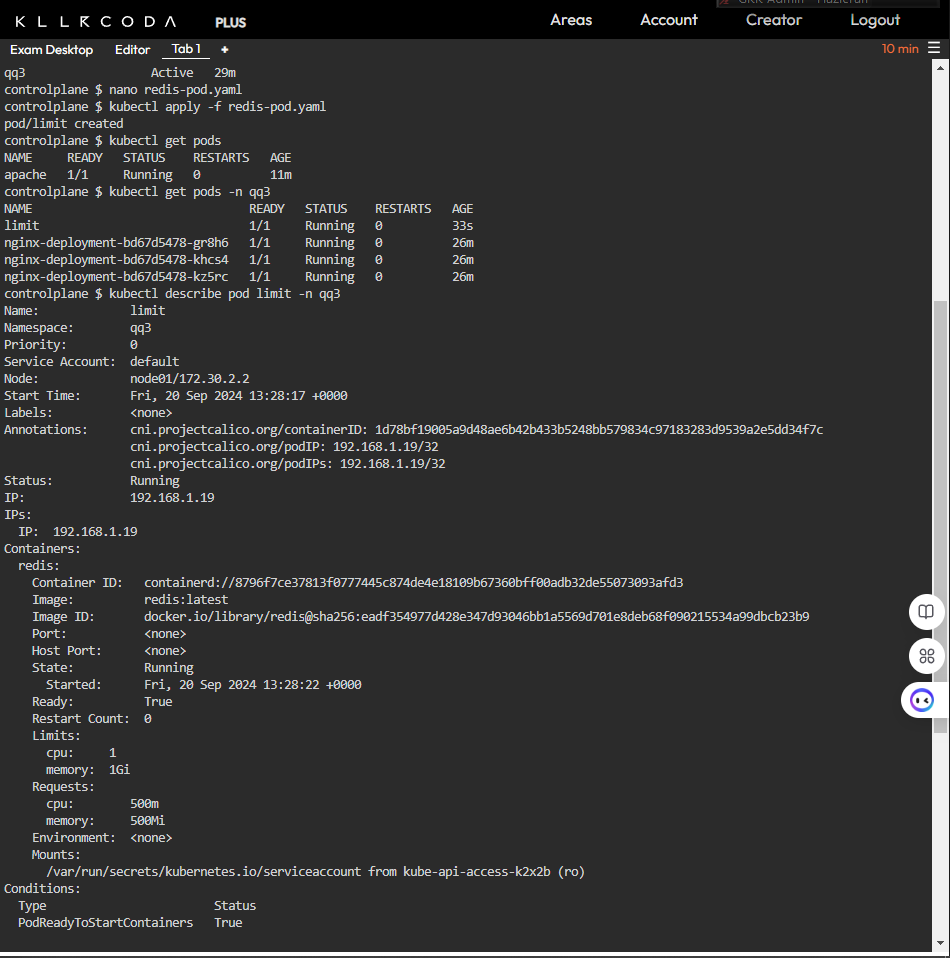 KLLRCODA PLUS Areas Account Creator Logout
Exam Desktop Editor Tab 1 + 10 min
qq3 Active 29m
controlplane $ nano redis-pod.yaml
controlplane $ kubectl apply -f redis-pod.yaml
pod/limit created
controlplane $ kubectl get pods
NAME READY STATUS RESTARTS AGE
apache 1/1 Running 0 11m
controlplane $ kubectl get pods -n qq3
NAME READY STATUS RESTARTS AGE
limit 1/1 Running 0 33s
nginx-deployment-bd67d5478-gr8h6 1/1 Running 0 26m
nginx-deployment-bd67d5478-khcs4 1/1 Running 0 26m
nginx-deployment-bd67d5478-kz5rc 1/1 Running 0 26m
controlplane $ kubectl describe pod limit -n qq3
Name: limit
Namespace: qq3
Priority: 0
Service Account: default
Node: node01/172.30.2.2
Start Time: Fri, 20 Sep 2024 13:28:17 +0000
Labels: <none>
Annotations: cni.projectcalico.org/containerID: 1d78bf19005a9d48ae6b42b433b5248bb579834c97183283d9539a2e5dd34f7c
cni.projectcalico.org/podIP: 192.168.1.19/32
cni.projectcalico.org/podIPs: 192.168.1.19/32
Status: Running
IP: 192.168.1.19
IPs:
IP: 192.168.1.19
Containers:
redis:
Container ID: containerd://8796f7ce37813f0777445c874de4e18109b67360bff00adb32de55073093afd3
Image: redis:latest
Image ID: docker.io/library/redis@sha256:eadf354977d428e347d93046bb1a5569d701e8deb68f090215534a99dbcb23b9
Port: <none>
Host Port: <none>
State: Running
Started: Fri, 20 Sep 2024 13:28:22 +0000
Ready: True
Restart Count: 0
Limits:
cpu: 1
memory: 1Gi
Requests:
cpu: 500m
memory: 500Mi
Environment: <none>
Mounts:
/var/run/secrets/kubernetes.io/serviceaccount from kube-api-access-k2x2b (ro)
Conditions:
Type Status
PodReadyToStartContainers True